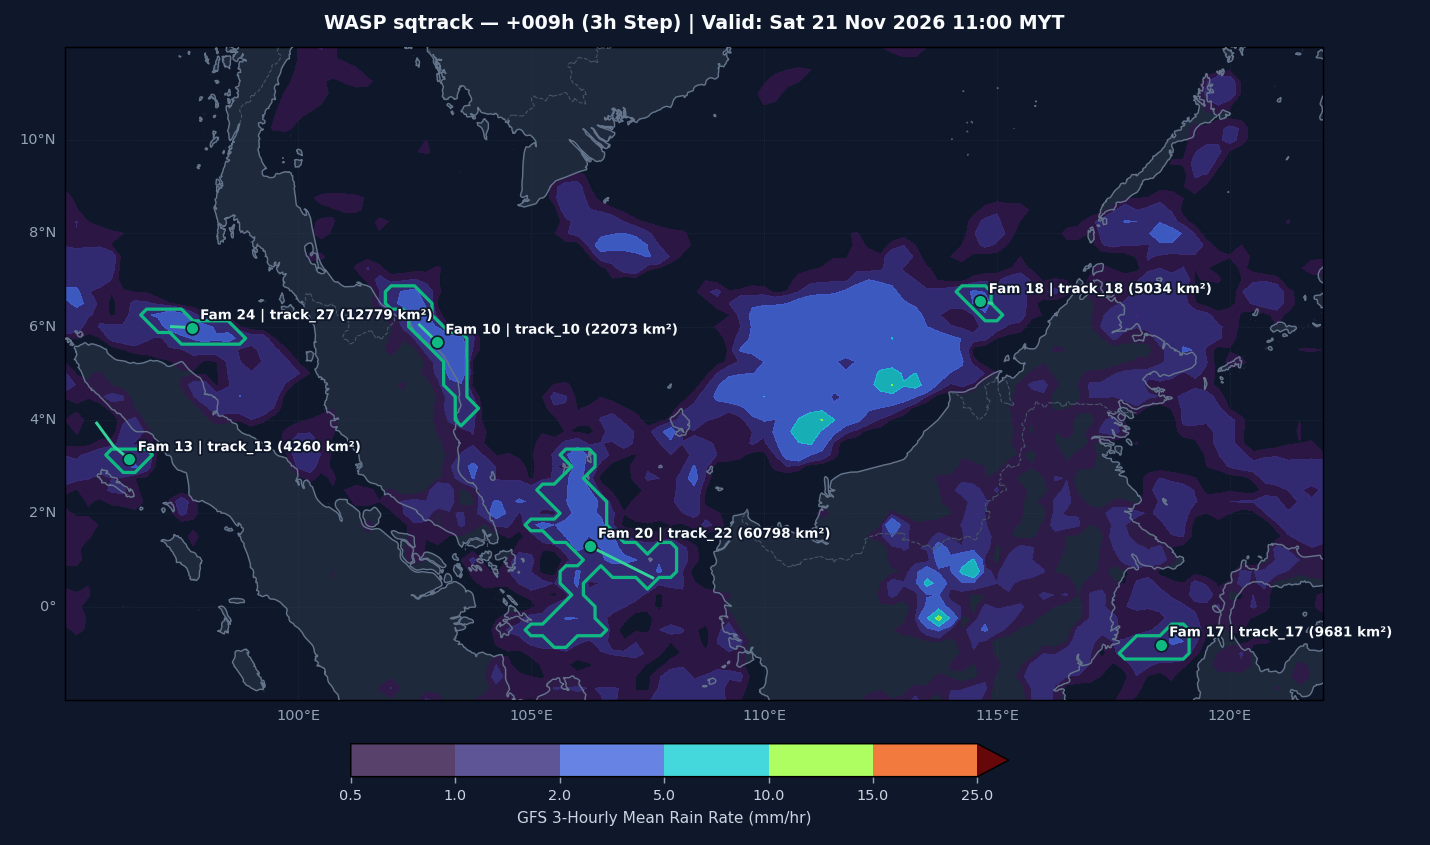 WASP sqtrack — +009h (3h Step) | Valid: Sat 21 Nov 2026 11:00 MYT
10°N
8°N
Fam 18 | track_18 (5034 km²)
Fam 24 | track_27 (12779 km²)
6°N
Fam 10 | track_10 (22073 km²)
4°N
Fam 13 | track_13 (4260 km²)
2°N
Fam 20 | track_22 (60798 km²)
0°
Fam 17 | track_17 (9681 km²)
100°E 105°E 110°E 115°E 120°E
0.5 1.0 2.0 5.0 10.0 15.0 25.0
GFS 3-Hourly Mean Rain Rate (mm/hr)